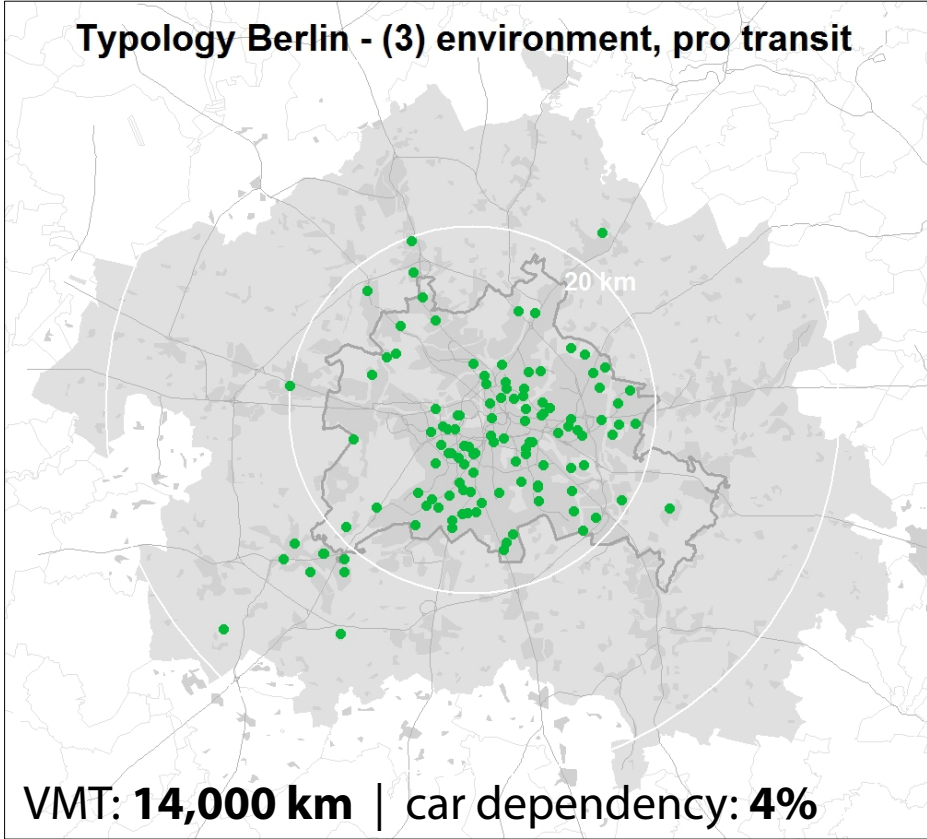 Typology Berlin - (3) environment, pro transit
20 km
VMT: 14,000 km | car dependency: 4%